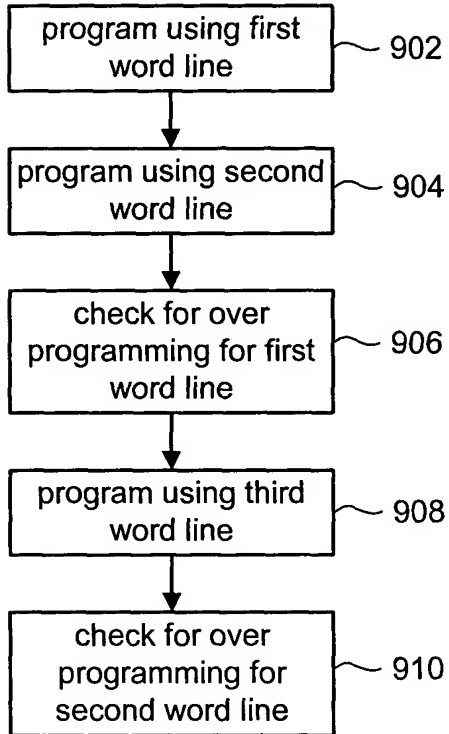 program using first
word line
902
program using second
word line
904
check for over
programming for first
word line
906
program using third
word line
908
check for over
programming for
second word line
910